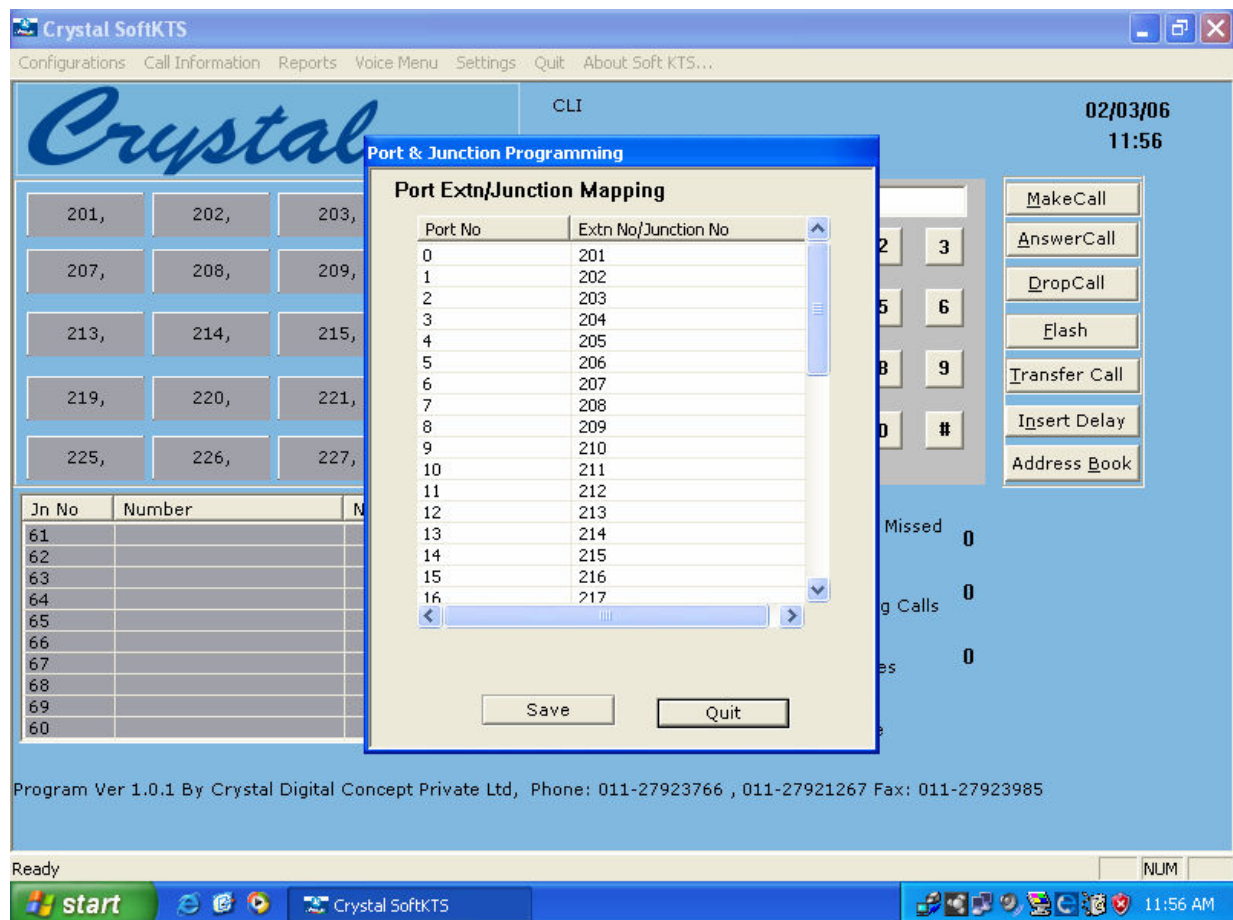 Crystal SoftKTS
Configurations Call Information Reports Voice Menu Settings Quit About Soft KTS...
Crystal
CLI
02/03/06
11:56
Port & Junction Programming
Port Extn/Junction Mapping
Port No Extn No/Junction No
0 201
1 202
2 203
3 204
4 205
5 206
6 207
7 208
8 209
9 210
10 211
11 212
12 213
13 214
14 215
15 216
16 217
Save Quit
201, 202, 203,
207, 208, 209,
213, 214, 215,
219, 220, 221,
225, 226, 227,
2 3
5 6
8 9
0 #
MakeCall
AnswerCall
DropCall
Flash
Transfer Call
Insert Delay
Address Book
Jn No Number N
61
62
63
64
65
66
67
68
69
60
Missed 0
g Calls 0
es 0
Program Ver 1.0.1 By Crystal Digital Concept Private Ltd, Phone: 011-27923766 , 011-27921267 Fax: 011-27923985
Ready NUM
start Crystal SoftKTS 11:56 AM